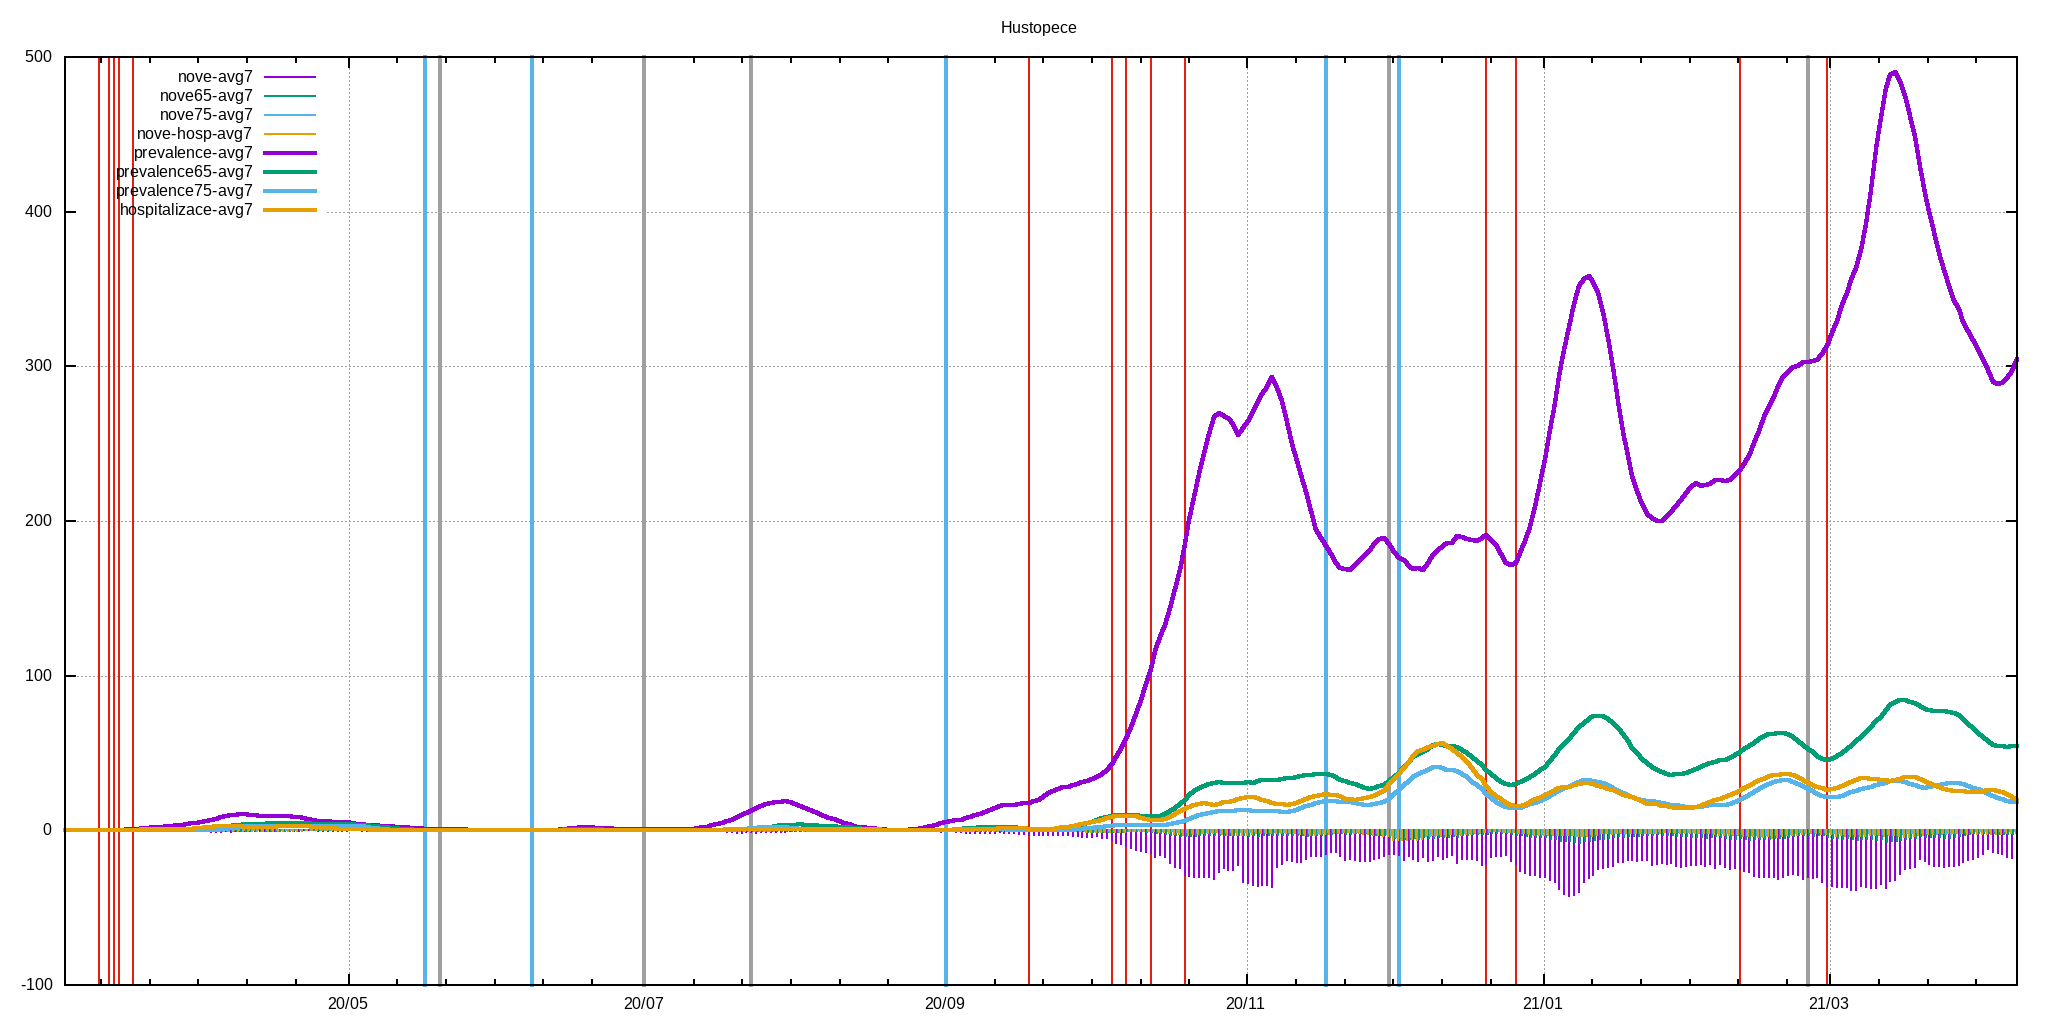 Hustopece
500
nove-avg7
nove65-avg7
nove75-avg7
nove-hosp-avg7
prevalence-avg7
prevalence65-avg7
prevalence75-avg7
hospitalizace-avg7
400
300
200
100
0
-100
20/05 20/07 20/09 20/11 21/01 21/03